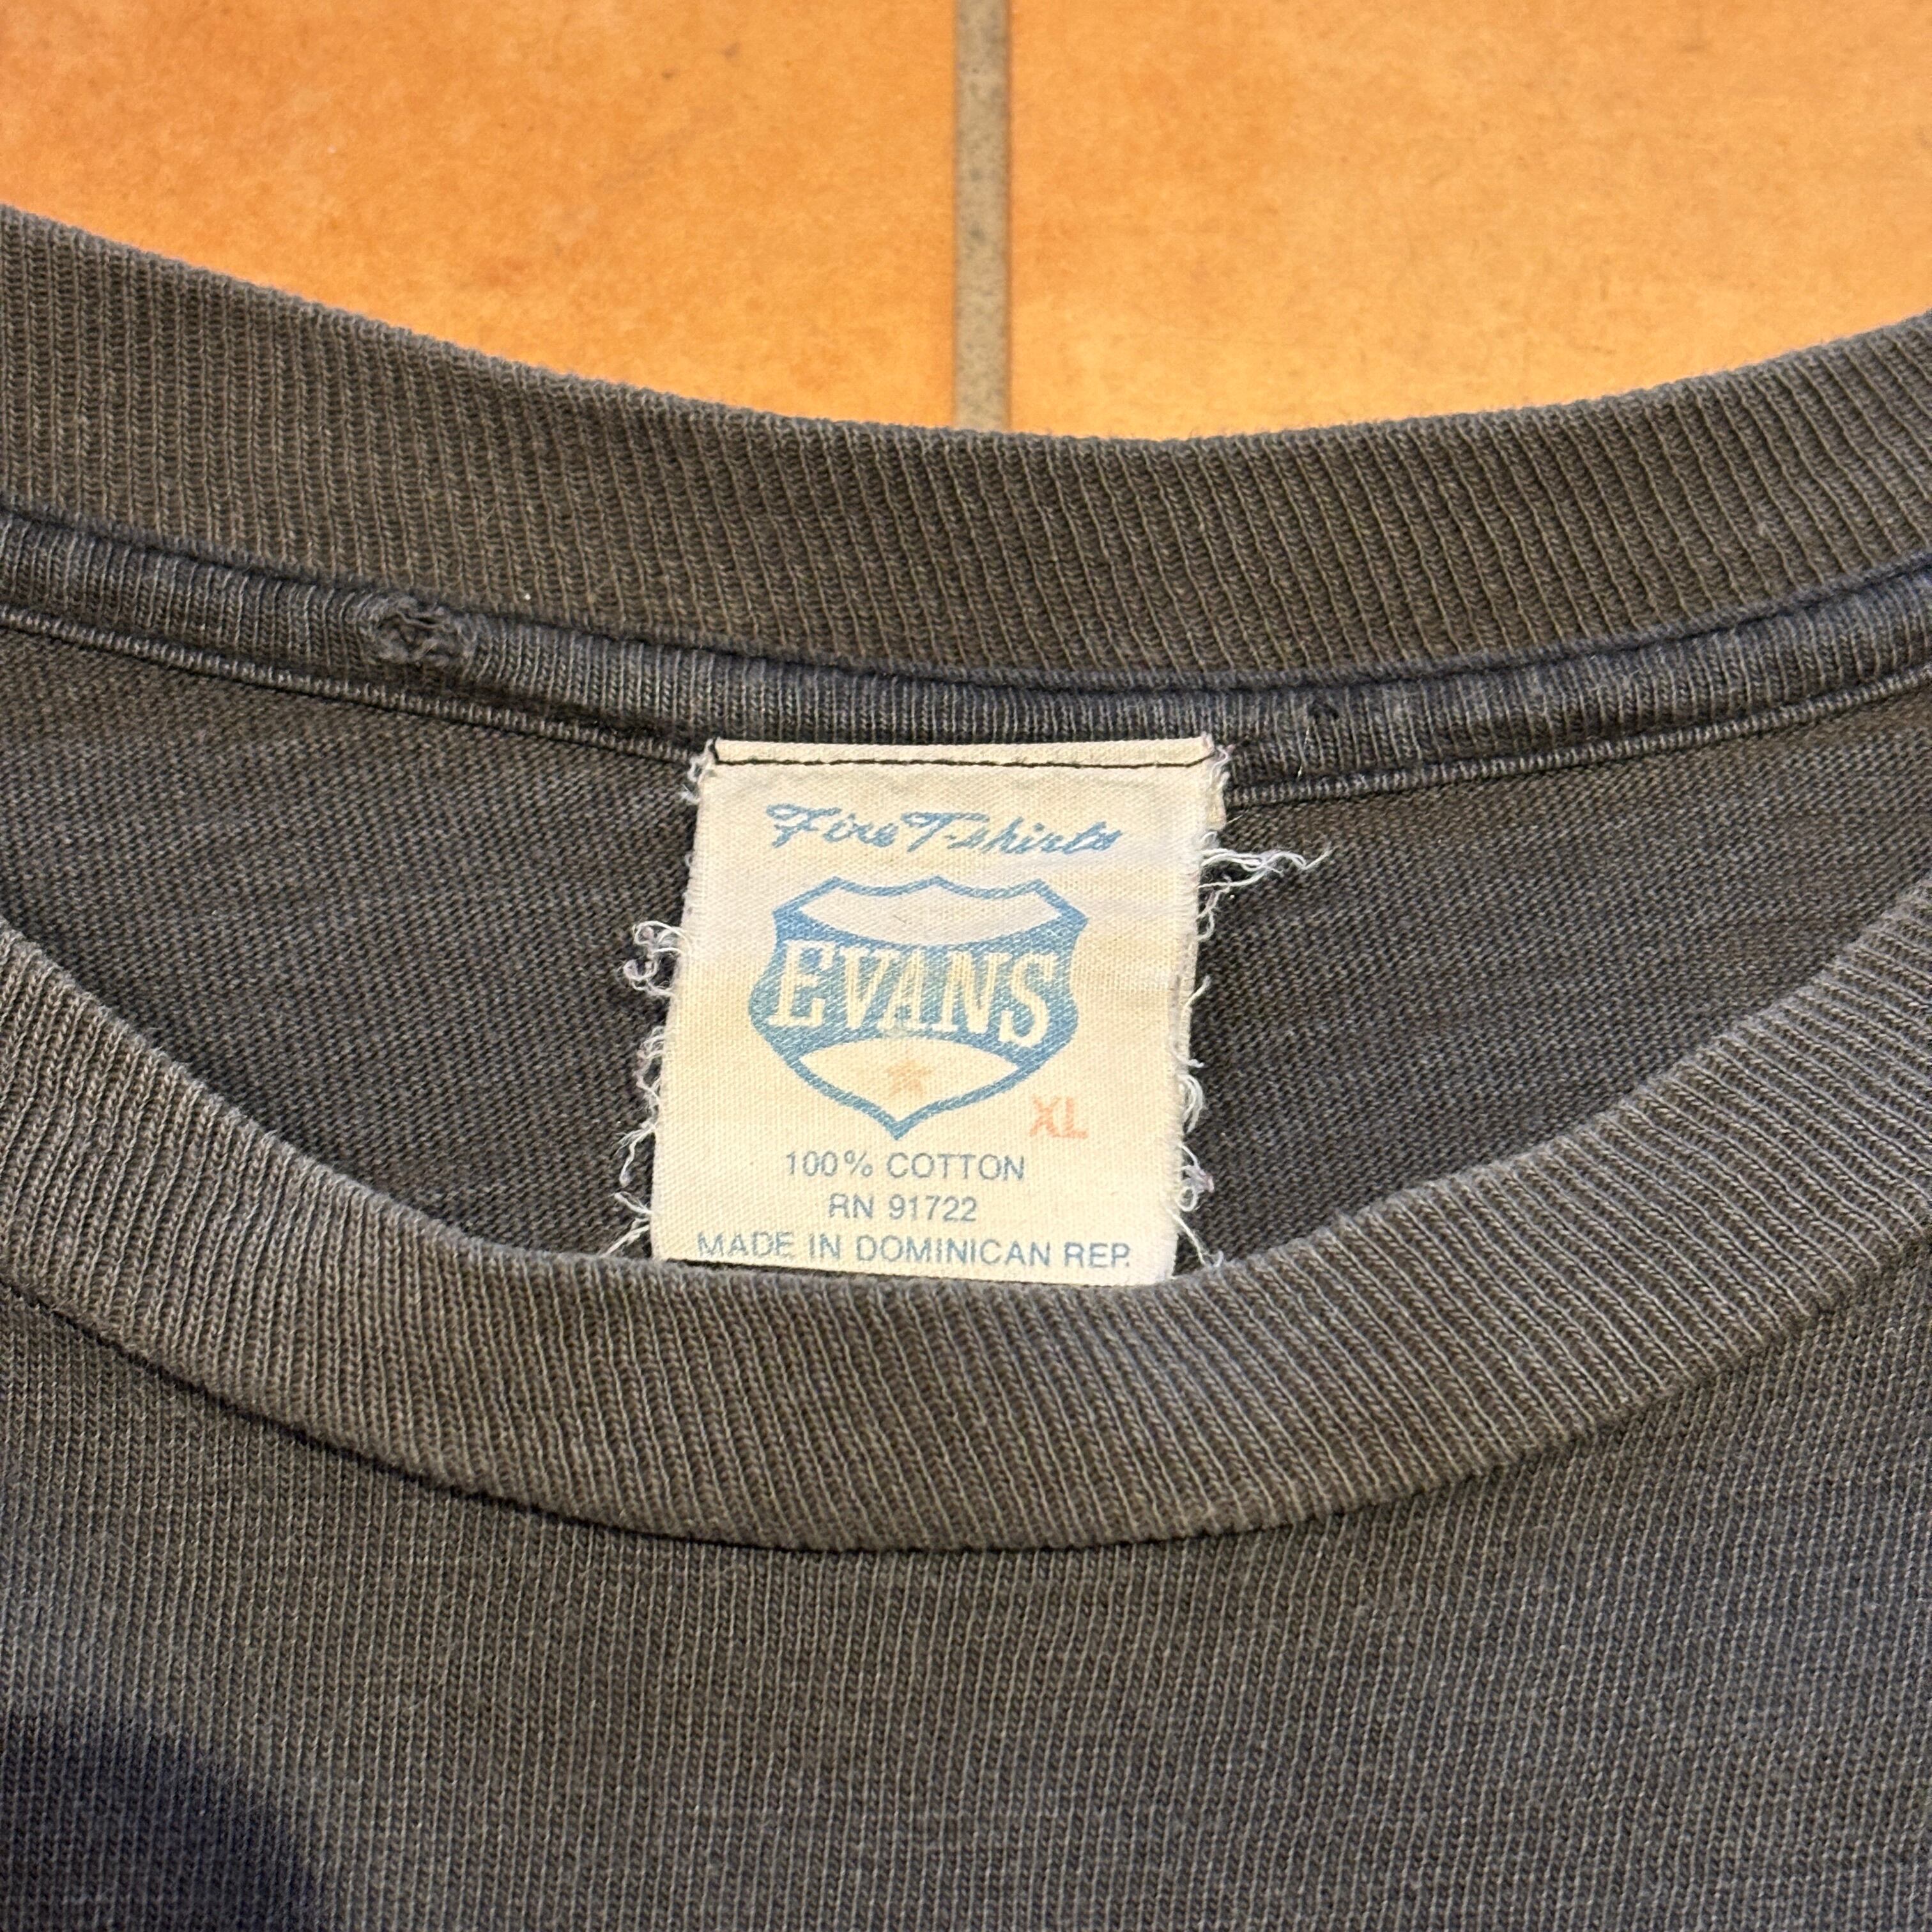 Fine T-shirts
EVANS
XL
100% COTTON
RN 91722
MADE IN DOMINICAN REP.